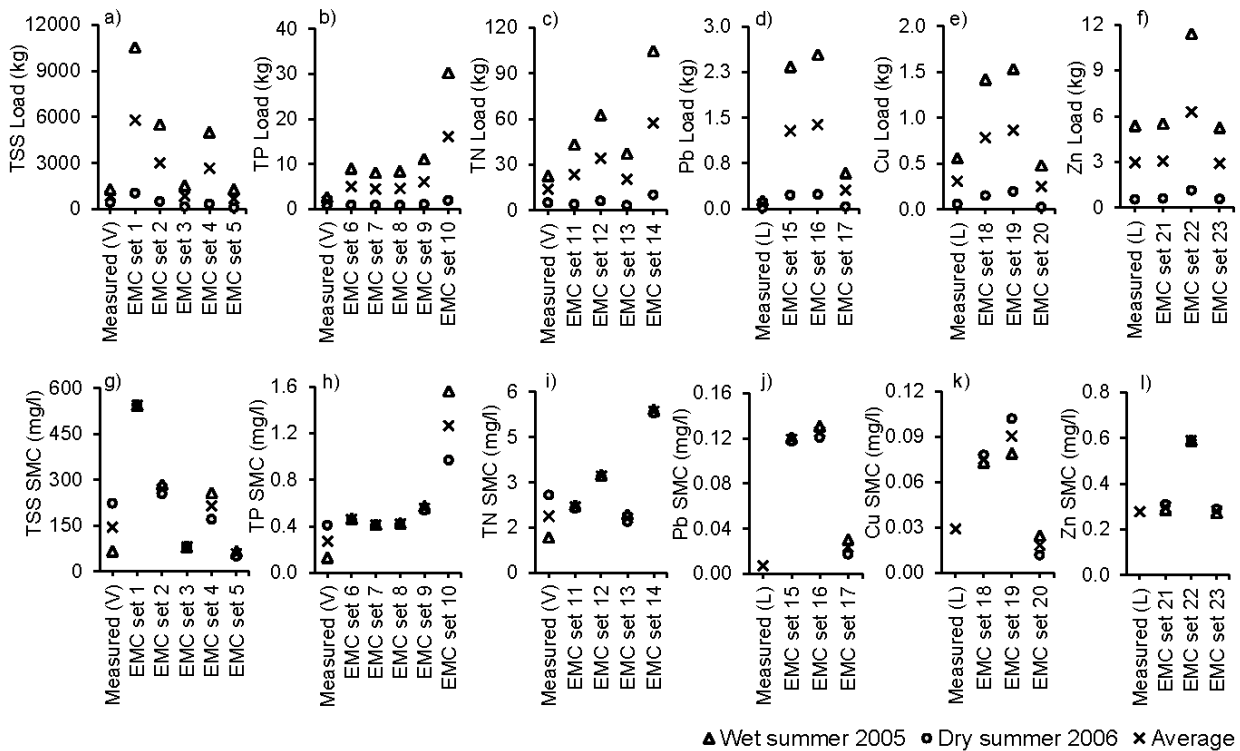 a)
TSS Load (kg)
12000
9000
6000
3000
0
Measured (V)
EMC set 1
EMC set 2
EMC set 3
EMC set 4
EMC set 5
b)
TP Load (kg)
40
30
20
10
0
Measured (V)
EMC set 6
EMC set 7
EMC set 8
EMC set 9
EMC set 10
c)
TN Load (kg)
120
90
60
30
0
Measured (V)
EMC set 11
EMC set 12
EMC set 13
EMC set 14
d)
Pb Load (kg)
3.0
2.3
1.5
0.8
0.0
Measured (L)
EMC set 15
EMC set 16
EMC set 17
e)
Cu Load (kg)
2.0
1.5
1.0
0.5
0.0
Measured (L)
EMC set 18
EMC set 19
EMC set 20
f)
Zn Load (kg)
12
9
6
3
0
Measured (L)
EMC set 21
EMC set 22
EMC set 23
g)
TSS SMC (mg/l)
600
450
300
150
0
Measured (V)
EMC set 1
EMC set 2
EMC set 3
EMC set 4
EMC set 5
h)
TP SMC (mg/l)
1.6
1.2
0.8
0.4
0.0
Measured (V)
EMC set 6
EMC set 7
EMC set 8
EMC set 9
EMC set 10
i)
TN SMC (mg/l)
6
5
3
2
0
Measured (V)
EMC set 11
EMC set 12
EMC set 13
EMC set 14
j)
Pb SMC (mg/l)
0.16
0.12
0.08
0.04
0.00
Measured (L)
EMC set 15
EMC set 16
EMC set 17
k)
Cu SMC (mg/l)
0.12
0.09
0.06
0.03
0.00
Measured (L)
EMC set 18
EMC set 19
EMC set 20
l)
Zn SMC (mg/l)
0.8
0.6
0.4
0.2
0.0
Measured (L)
EMC set 21
EMC set 22
EMC set 23
Wet summer 2005 Dry summer 2006 Average